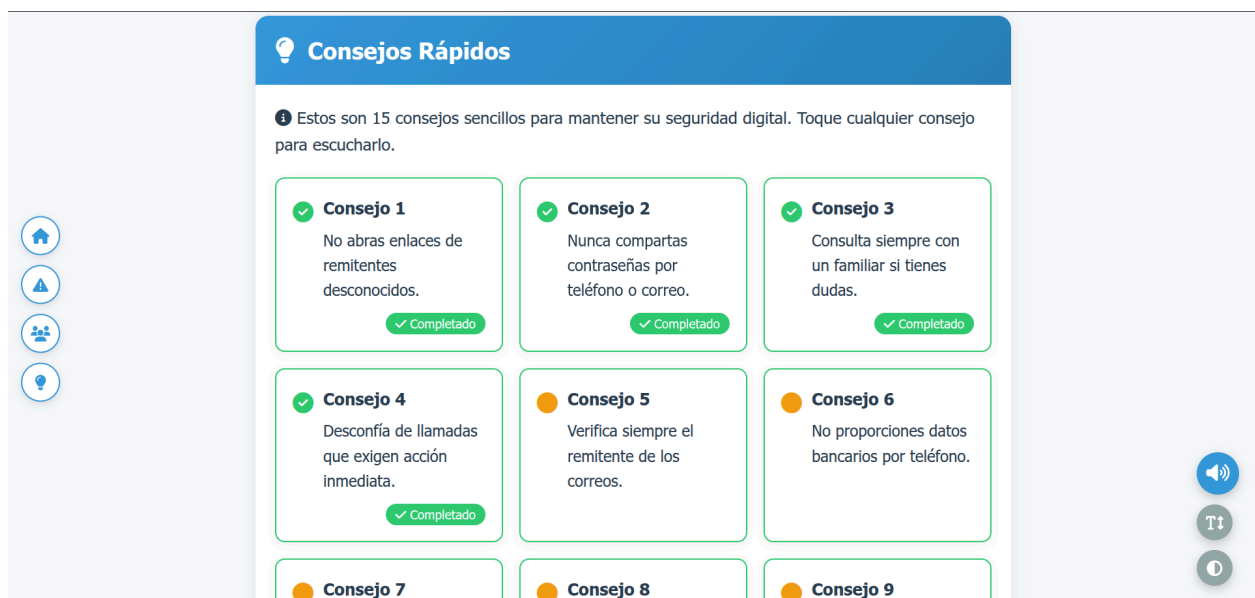 Consejos Rápidos
Estos son 15 consejos sencillos para mantener su seguridad digital. Toque cualquier consejo
para escucharlo.
Consejo 1
No abras enlaces de
remitentes
desconocidos.
Completado
Consejo 2
Nunca compartas
contraseñas por
teléfono o correo.
Completado
Consejo 3
Consulta siempre con
un familiar si tienes
dudas.
Completado
Consejo 4
Desconfía de llamadas
que exigen acción
inmediata.
Completado
Consejo 5
Verifica siempre el
remitente de los
correos.
Consejo 6
No proporciones datos
bancarios por teléfono.
Consejo 7
Consejo 8
Consejo 9